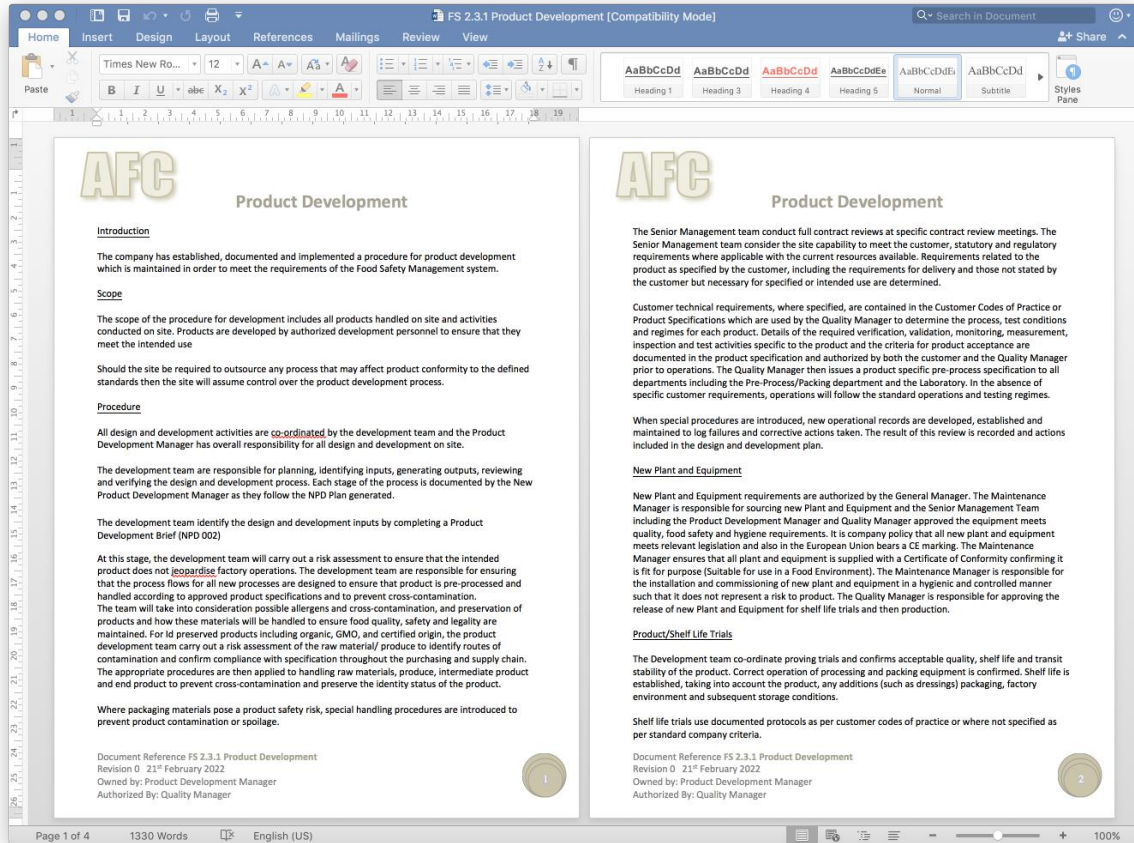 FS 2.3.1 Product Development [Compatibility Mode]
Search in Document
Home Insert Design Layout References Mailings Review View
Share
Paste
Times New Ro... 12
B I U abc X₂ X²
AaBbCcDd AaBbCcDd AaBbCcDd AaBbCcDdEe AaBbCcDdEi AaBbCcDd
Heading 1 Heading 3 Heading 4 Heading 5 Normal Subtitle
Styles
Pane
AFC
Product Development
Introduction
The company has established, documented and implemented a procedure for product development
which is maintained in order to meet the requirements of the Food Safety Management system.
Scope
The scope of the procedure for development includes all products handled on site and activities
conducted on site. Products are developed by authorized development personnel to ensure that they
meet the intended use
Should the site be required to outsource any process that may affect product conformity to the defined
standards then the site will assume control over the product development process.
Procedure
All design and development activities are co-ordinated by the development team and the Product
Development Manager has overall responsibility for all design and development on site.
The development team are responsible for planning, identifying inputs, generating outputs, reviewing
and verifying the design and development process. Each stage of the process is documented by the New
Product Development Manager as they follow the NPD Plan generated.
The development team identify the design and development inputs by completing a Product
Development Brief (NPD 002)
At this stage, the development team will carry out a risk assessment to ensure that the intended
product does not jeopardise factory operations. The development team are responsible for ensuring
that the process flows for all new processes are designed to ensure that product is pre-processed and
handled according to approved product specifications and to prevent cross-contamination.
The team will take into consideration possible allergens and cross-contamination, and preservation of
products and how these materials will be handled to ensure food quality, safety and legality are
maintained. For Id preserved products including organic, GMO, and certified origin, the product
development team carry out a risk assessment of the raw material/ produce to identify routes of
contamination and confirm compliance with specification throughout the purchasing and supply chain.
The appropriate procedures are then applied to handling raw materials, produce, intermediate product
and end product to prevent cross-contamination and preserve the identity status of the product.
Where packaging materials pose a product safety risk, special handling procedures are introduced to
prevent product contamination or spoilage.
Document Reference FS 2.3.1 Product Development
Revision 0 21st February 2022
Owned by: Product Development Manager
Authorized By: Quality Manager
1
AFC
Product Development
The Senior Management team conduct full contract reviews at specific contract review meetings. The
Senior Management team consider the site capability to meet the customer, statutory and regulatory
requirements where applicable with the current resources available. Requirements related to the
product as specified by the customer, including the requirements for delivery and those not stated by
the customer but necessary for specified or intended use are determined.
Customer technical requirements, where specified, are contained in the Customer Codes of Practice or
Product Specifications which are used by the Quality Manager to determine the process, test conditions
and regimes for each product. Details of the required verification, validation, monitoring, measurement,
inspection and test activities specific to the product and the criteria for product acceptance are
documented in the product specification and authorized by both the customer and the Quality Manager
prior to operations. The Quality Manager then issues a product specific pre-process specification to all
departments including the Pre-Process/Packing department and the Laboratory. In the absence of
specific customer requirements, operations will follow the standard operations and testing regimes.
When special procedures are introduced, new operational records are developed, established and
maintained to log failures and corrective actions taken. The result of this review is recorded and actions
included in the design and development plan.
New Plant and Equipment
New Plant and Equipment requirements are authorized by the General Manager. The Maintenance
Manager is responsible for sourcing new Plant and Equipment and the Senior Management Team
including the Product Development Manager and Quality Manager approved the equipment meets
quality, food safety and hygiene requirements. It is company policy that all new plant and equipment
meets relevant legislation and also in the European Union bears a CE marking. The Maintenance
Manager ensures that all plant and equipment is supplied with a Certificate of Conformity confirming it
is fit for purpose (Suitable for use in a Food Environment). The Maintenance Manager is responsible for
the installation and commissioning of new plant and equipment in a hygienic and controlled manner
such that it does not represent a risk to product. The Quality Manager is responsible for approving the
release of new Plant and Equipment for shelf life trials and then production.
Product/Shelf Life Trials
The Development team co-ordinate proving trials and confirms acceptable quality, shelf life and transit
stability of the product. Correct operation of processing and packing equipment is confirmed. Shelf life is
established, taking into account the product, any additions (such as dressings) packaging, factory
environment and subsequent storage conditions.
Shelf life trials use documented protocols as per customer codes of practice or where not specified as
per standard company criteria.
Document Reference FS 2.3.1 Product Development
Revision 0 21st February 2022
Owned by: Product Development Manager
Authorized By: Quality Manager
2
Page 1 of 4 1330 Words English (US) 100%